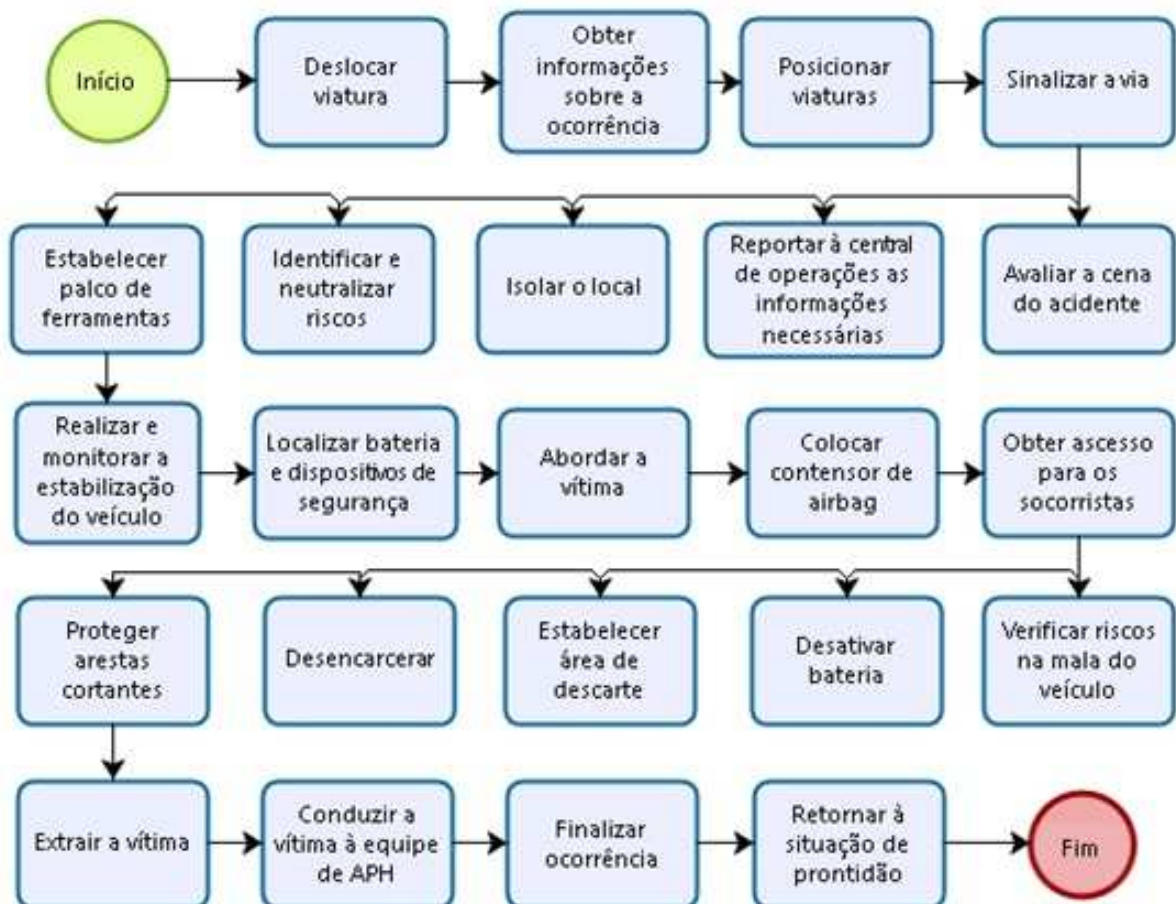 Início
Deslocar
viatura
Obter
informações
sobre a
ocorrência
Posicionar
viaturas
Sinalizar a via
Estabelecer
palco de
ferramentas
Identificar e
neutralizar
riscos
Isolar o local
Reportar à central
de operações as
informações
necessárias
Avaliar a cena
do acidente
Realizar e
monitorar a
estabilização
do veículo
Localizar bateria
e dispositivos de
segurança
Abordar a
vítima
Colocar
contensor de
airbag
Obter ascesso
para os
socorristas
Proteger
arestas
cortantes
Desencarcerar
Estabelecer
área de
descarte
Desativar
bateria
Verificar riscos
na mala do
veículo
Extrair a vítima
Conduzir a
vítima à equipe
de APH
Finalizar
ocorrência
Retornar à
situação de
prontidão
Fim